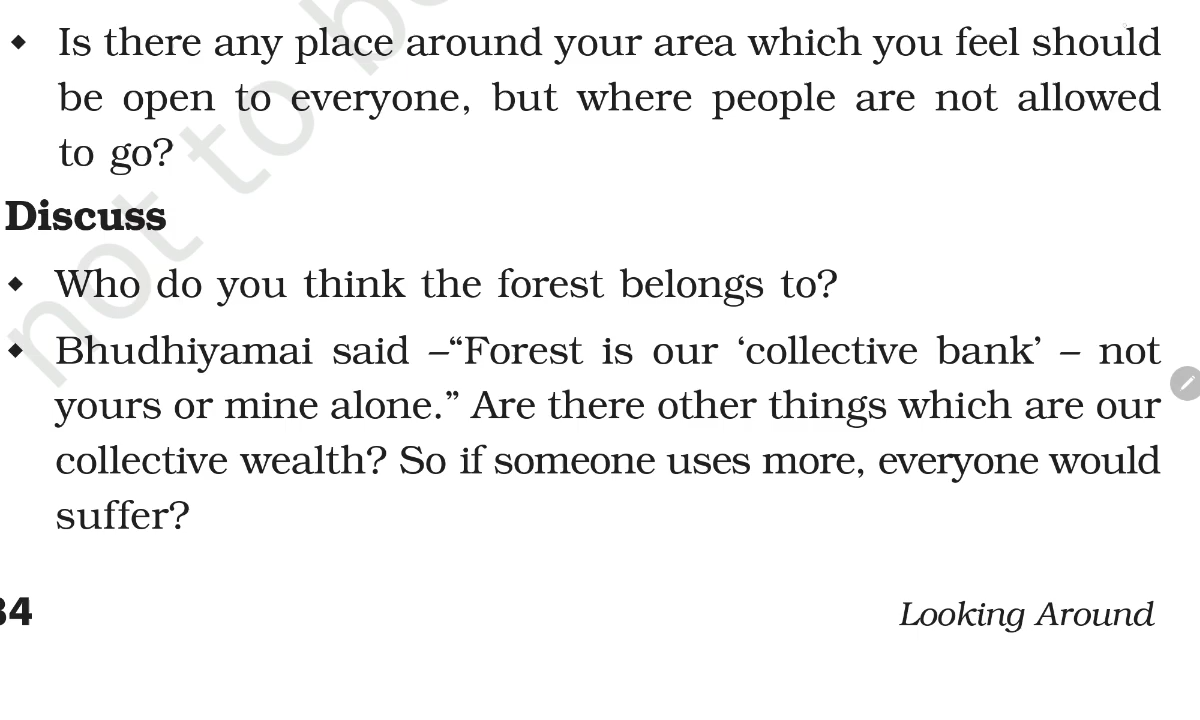 ◆ Is there any place around your area which you feel should
be open to everyone, but where people are not allowed
to go?
Discuss
◆ Who do you think the forest belongs to?
◆ Bhudhiyamai said –“Forest is our ‘collective bank’ – not
yours or mine alone.” Are there other things which are our
collective wealth? So if someone uses more, everyone would
suffer?
34 Looking Around
not to be